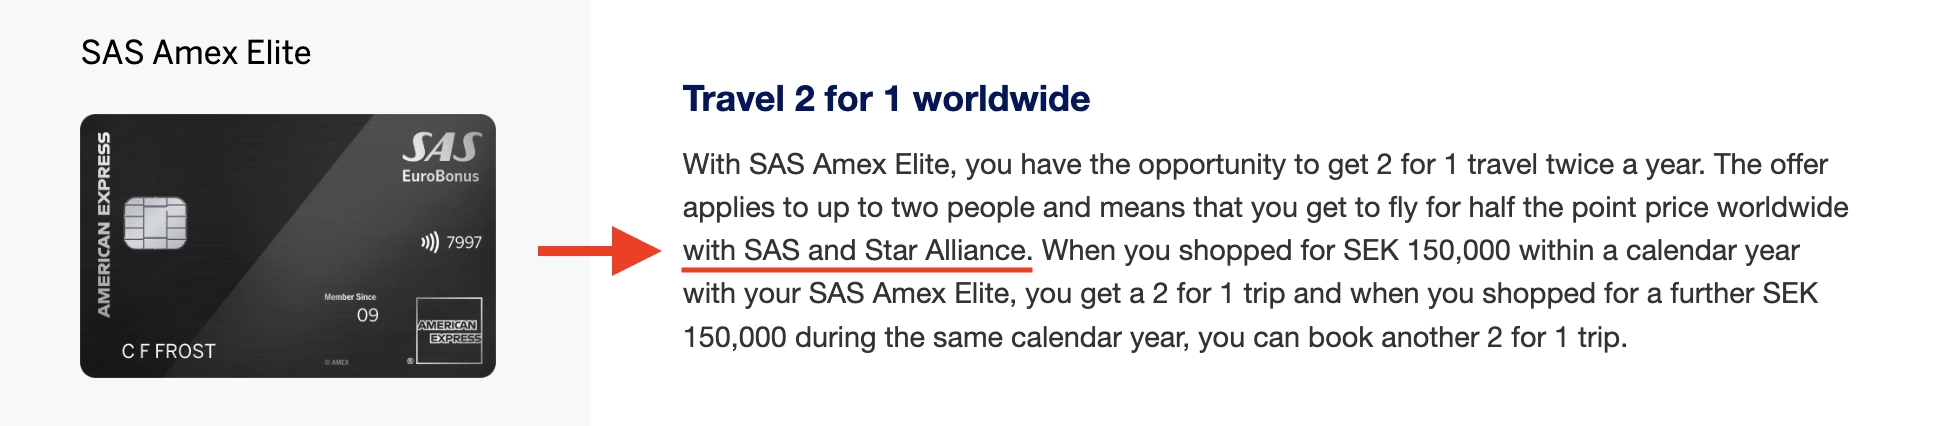 SAS Amex Elite
AMERICAN EXPRESS
SAS
EuroBonus
7997
Member Since
09
AMERICAN
EXPRESS
®
C F FROST
© AMEX
Travel 2 for 1 worldwide
With SAS Amex Elite, you have the opportunity to get 2 for 1 travel twice a year. The offer
applies to up to two people and means that you get to fly for half the point price worldwide
with SAS and Star Alliance. When you shopped for SEK 150,000 within a calendar year
with your SAS Amex Elite, you get a 2 for 1 trip and when you shopped for a further SEK
150,000 during the same calendar year, you can book another 2 for 1 trip.